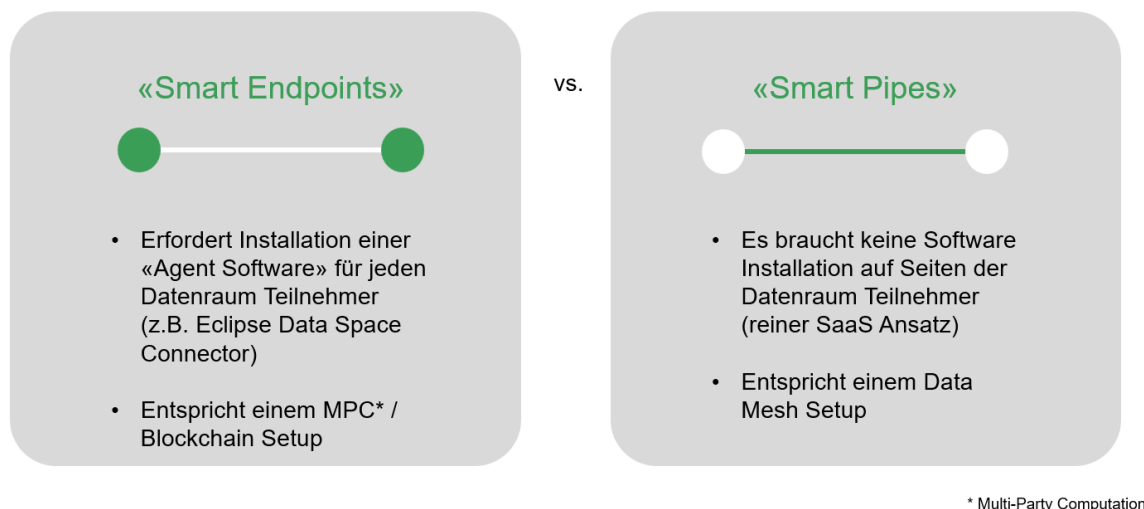 «Smart Endpoints»
• Erfordert Installation einer
«Agent Software» für jeden
Datenraum Teilnehmer
(z.B. Eclipse Data Space
Connector)
• Entspricht einem MPC* /
Blockchain Setup
vs.
«Smart Pipes»
• Es braucht keine Software
Installation auf Seiten der
Datenraum Teilnehmer
(reiner SaaS Ansatz)
• Entspricht einem Data
Mesh Setup
* Multi-Party Computation